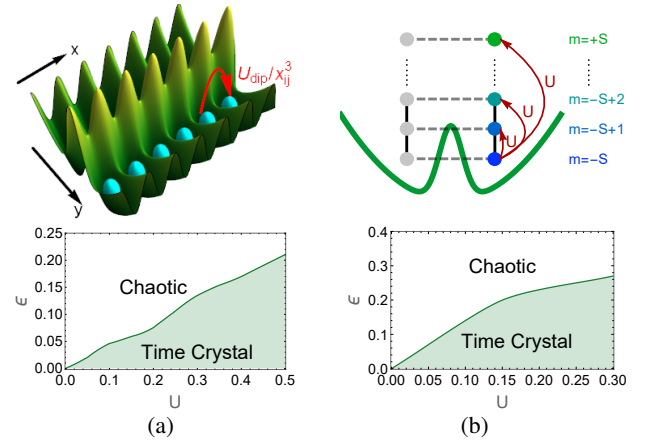 x
U_dip/x_ij^3
y
m=+S
U
m=−S+2
U
m=−S+1
U
m=−S
0.25
0.20
0.15
0.10
0.05
0.00
ϵ
Chaotic
Time Crystal
0.0 0.1 0.2 0.3 0.4 0.5
U
(a)
0.4
0.3
0.2
0.1
0.0
ϵ
Chaotic
Time Crystal
0.00 0.05 0.10 0.15 0.20 0.25 0.30
U
(b)